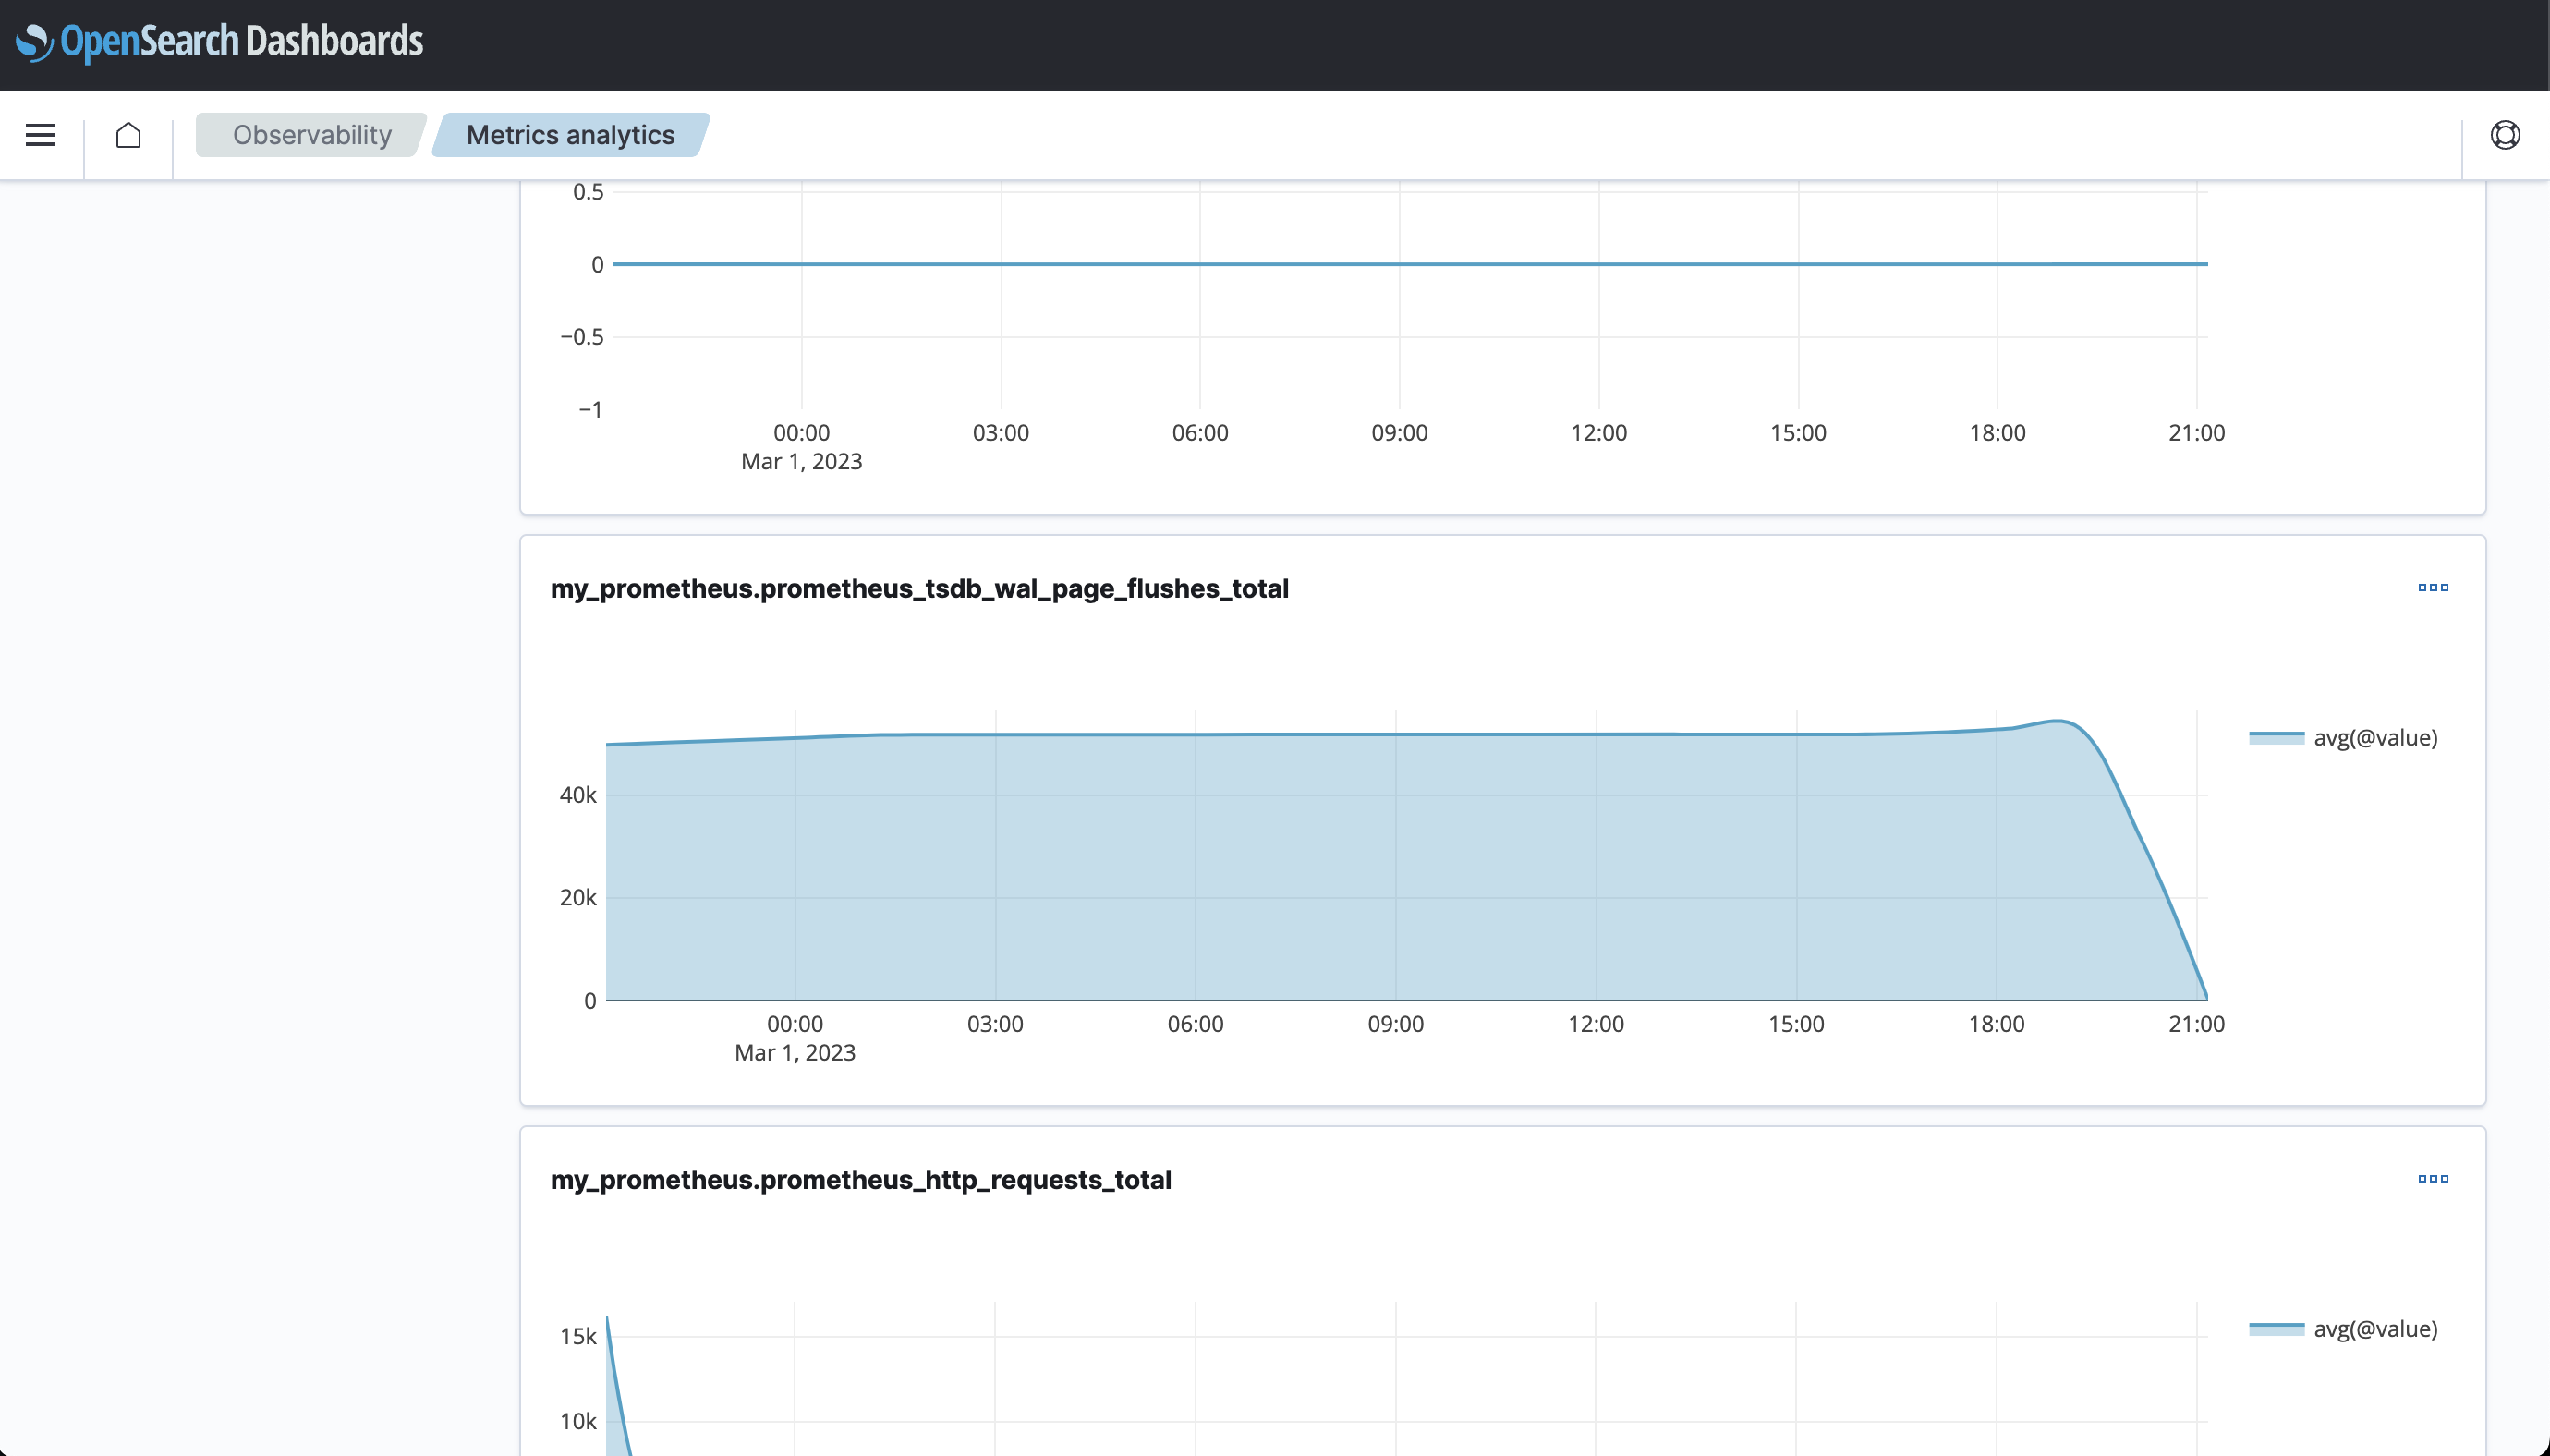 OpenSearch Dashboards
Observability
Metrics analytics
0.5
0
−0.5
−1
00:00 03:00 06:00 09:00 12:00 15:00 18:00 21:00
Mar 1, 2023
my_prometheus.prometheus_tsdb_wal_page_flushes_total
avg(@value)
40k
20k
0
00:00 03:00 06:00 09:00 12:00 15:00 18:00 21:00
Mar 1, 2023
my_prometheus.prometheus_http_requests_total
avg(@value)
15k
10k